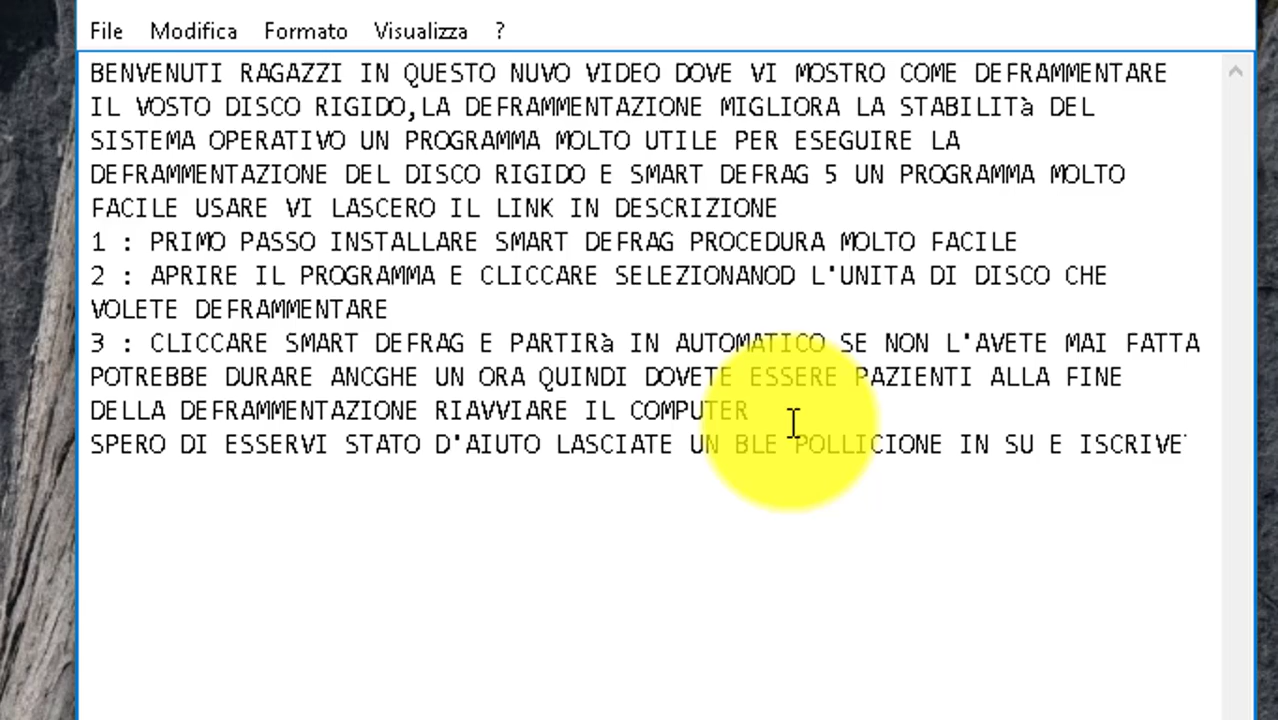 File Modifica Formato Visualizza ?
BENVENUTI RAGAZZI IN QUESTO NUVO VIDEO DOVE VI MOSTRO COME DEFRAMMENTARE
IL VOSTO DISCO RIGIDO,LA DEFRAMMENTAZIONE MIGLIORA LA STABILITà DEL
SISTEMA OPERATIVO UN PROGRAMMA MOLTO UTILE PER ESEGUIRE LA
DEFRAMMENTAZIONE DEL DISCO RIGIDO E SMART DEFRAG 5 UN PROGRAMMA MOLTO
FACILE USARE VI LASCERO IL LINK IN DESCRIZIONE
1 : PRIMO PASSO INSTALLARE SMART DEFRAG PROCEDURA MOLTO FACILE
2 : APRIRE IL PROGRAMMA E CLICCARE SELEZIONANOD L'UNITA DI DISCO CHE
VOLETE DEFRAMMENTARE
3 : CLICCARE SMART DEFRAG E PARTIRà IN AUTOMATICO SE NON L'AVETE MAI FATTA
POTREBBE DURARE ANCGHE UN ORA QUINDI DOVETE ESSERE PAZIENTI ALLA FINE
DELLA DEFRAMMENTAZIONE RIAVVIARE IL COMPUTER
SPERO DI ESSERVI STATO D'AIUTO LASCIATE UN BLE POLLICIONE IN SU E ISCRIVE